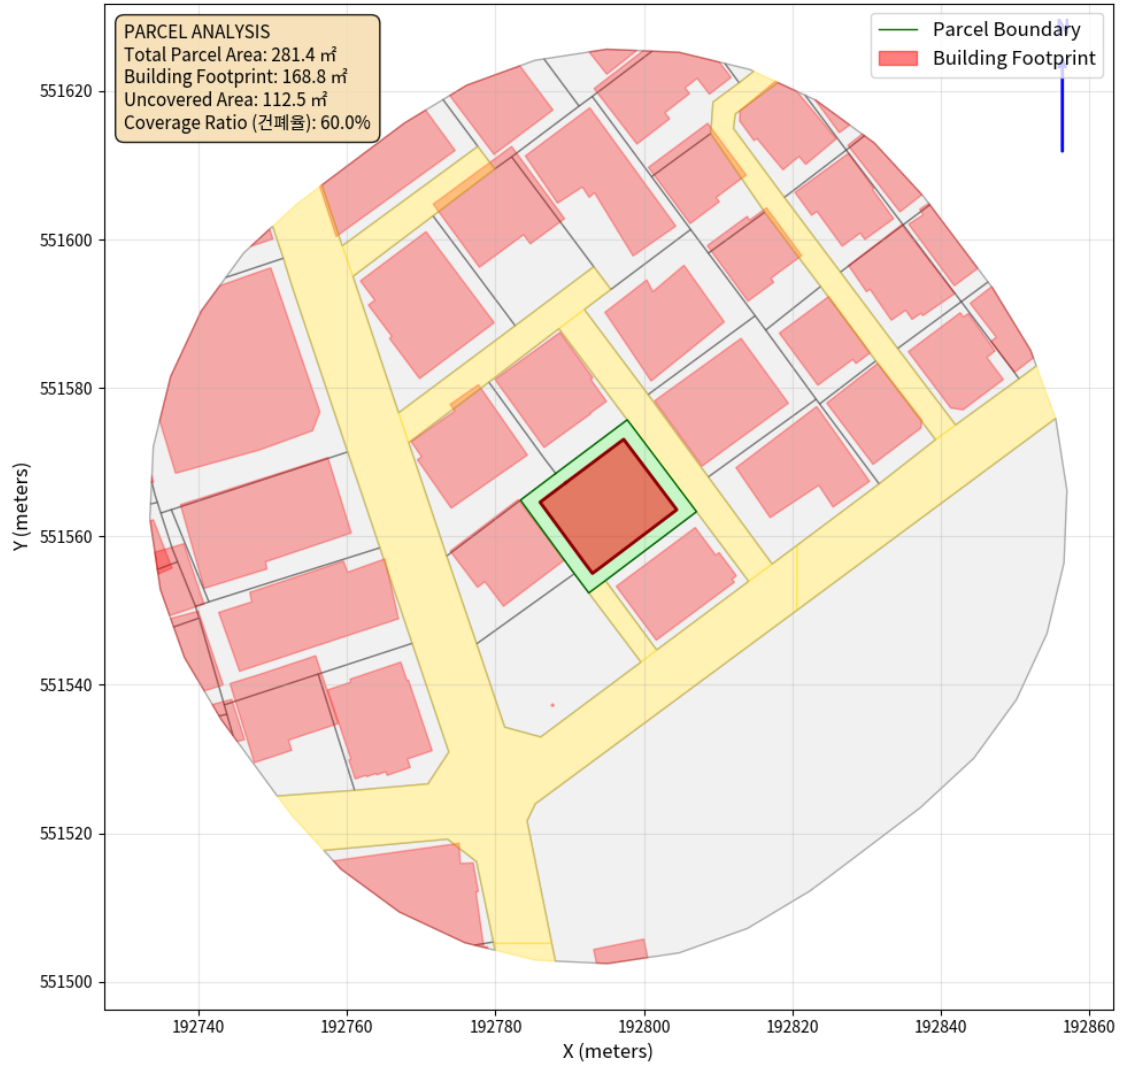 PARCEL ANALYSIS
Total Parcel Area: 281.4 ㎡
Building Footprint: 168.8 ㎡
Uncovered Area: 112.5 ㎡
Coverage Ratio (건폐율): 60.0%
N
Parcel Boundary
Building Footprint
551620
551600
551580
551560
551540
551520
551500
Y (meters)
192740
192760
192780
192800
192820
192840
192860
X (meters)